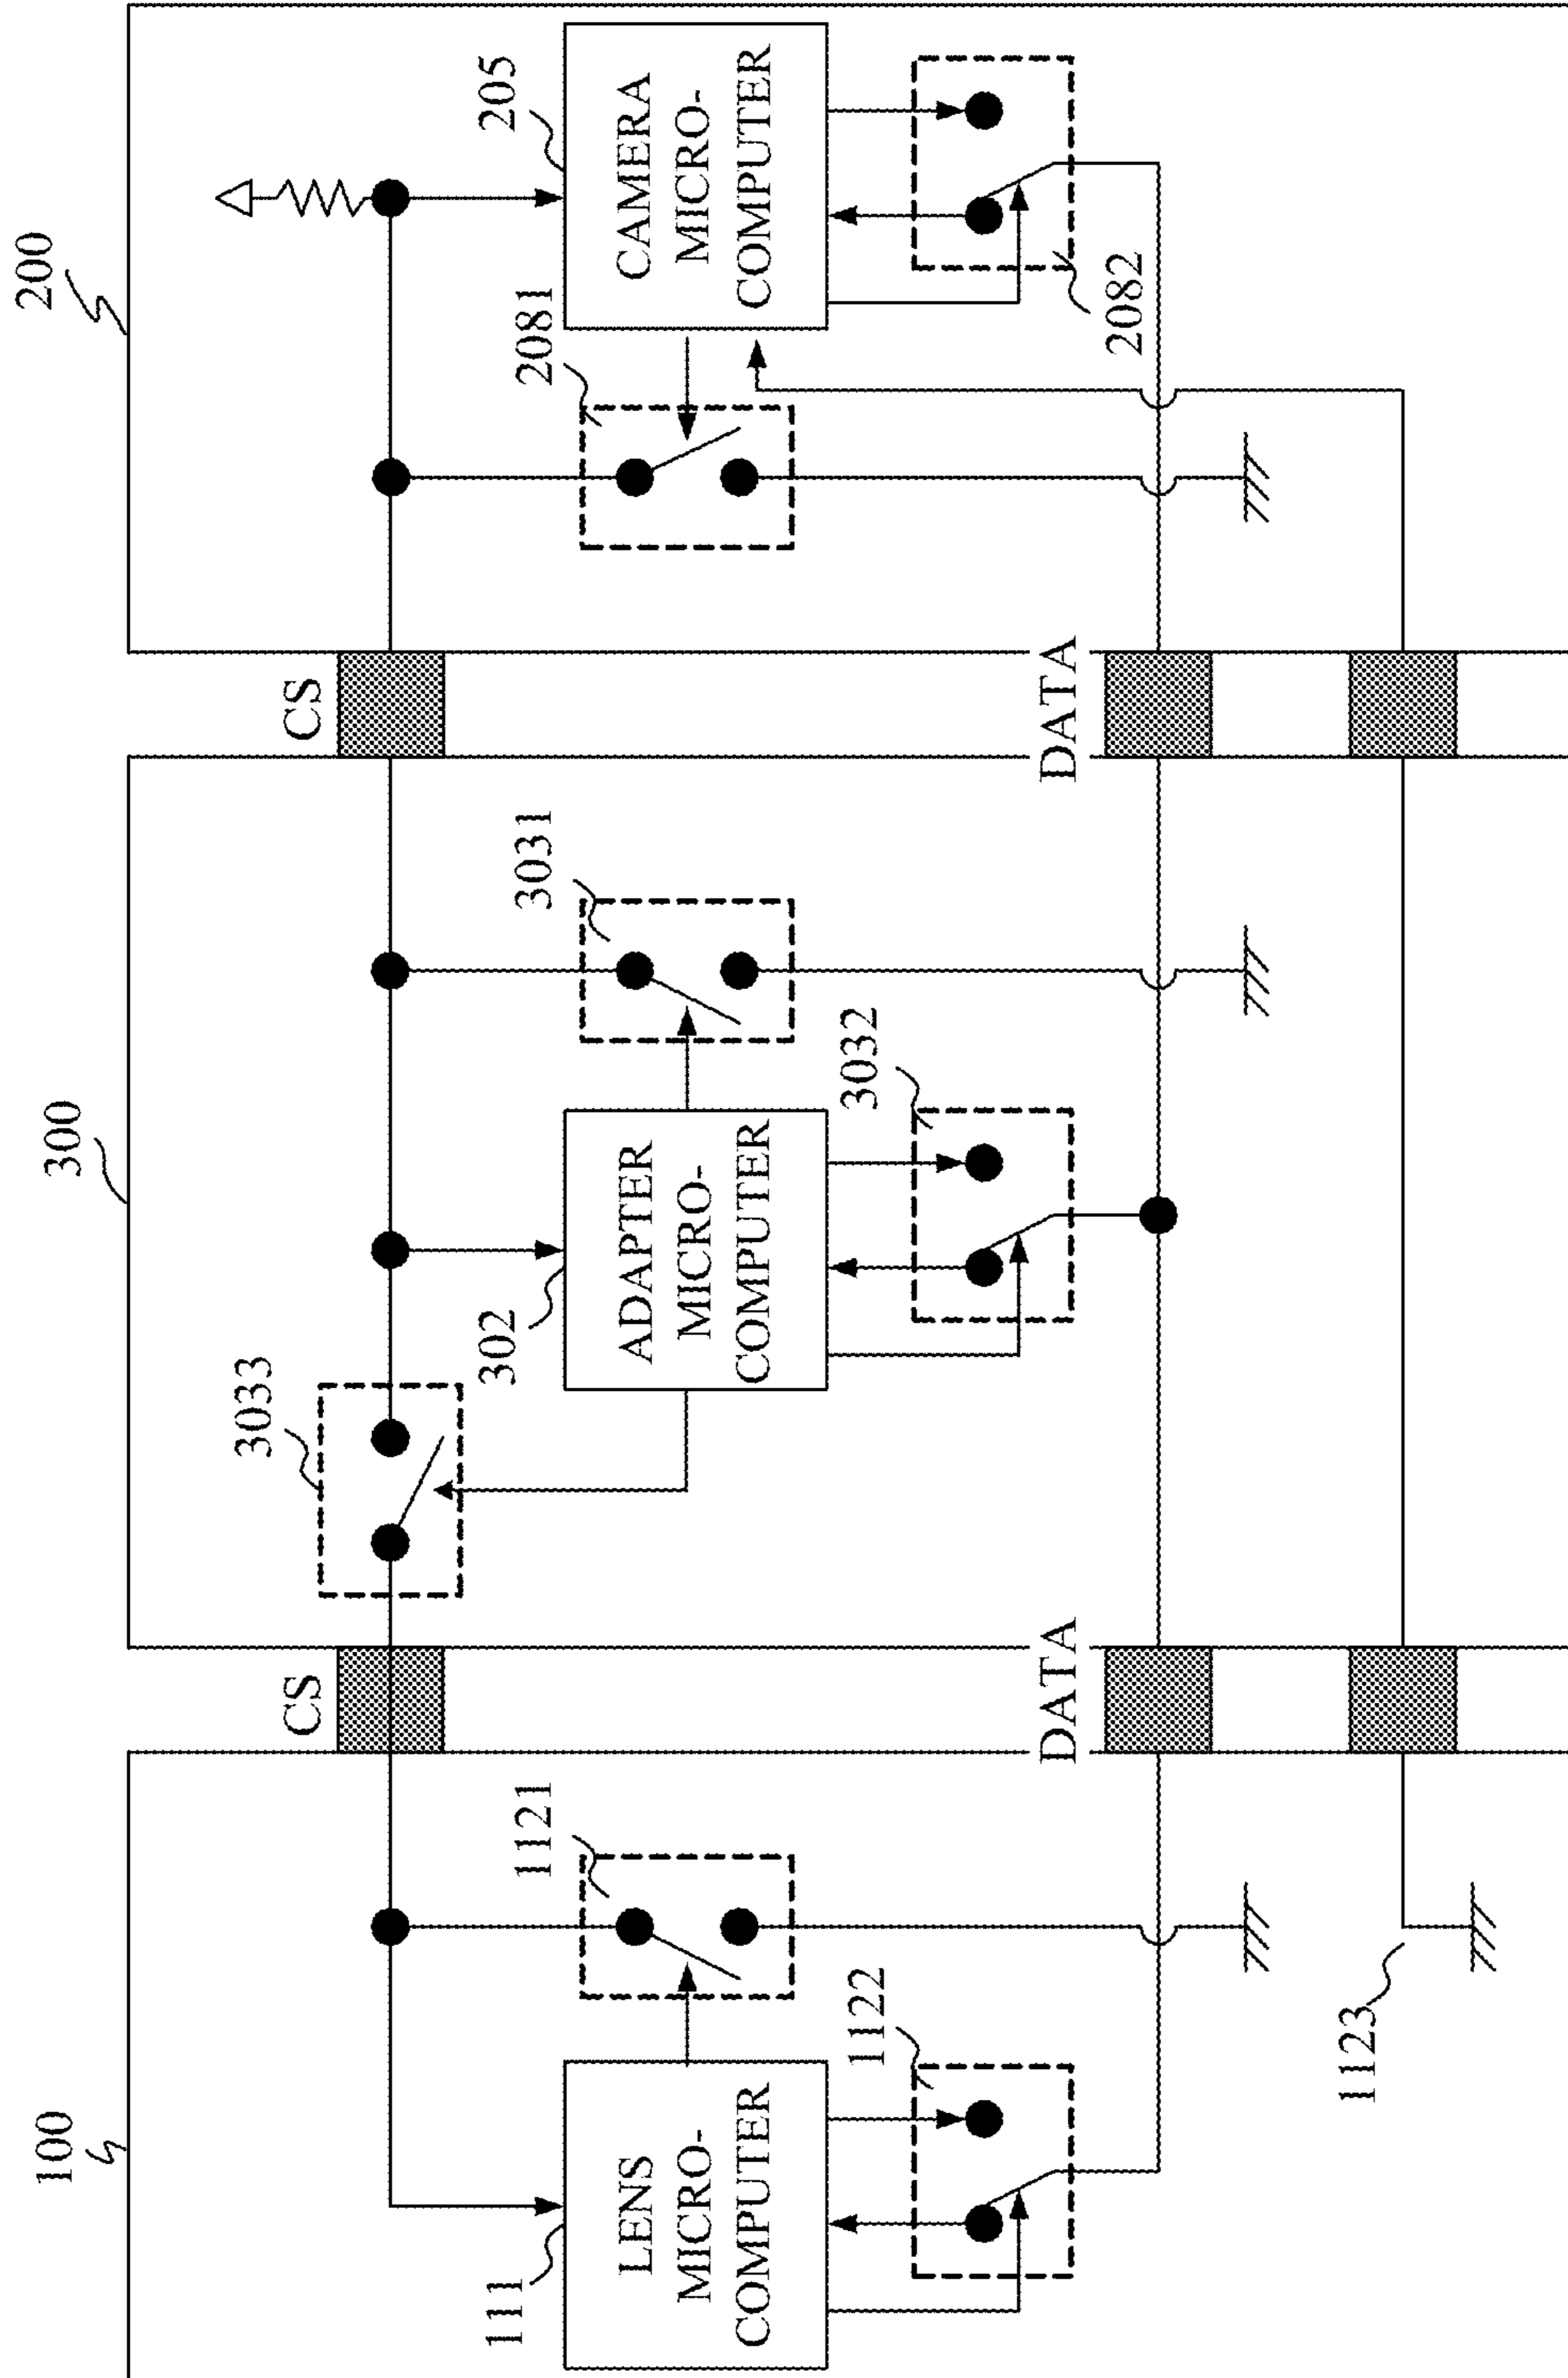 100
300
200
CS
CS
3033
111
LENS
MICRO-
COMPUTER
1121
302
ADAPTER
MICRO-
COMPUTER
3031
2081
205
CAMERA
MICRO-
COMPUTER
1122
3032
2082
DATA
DATA
1123